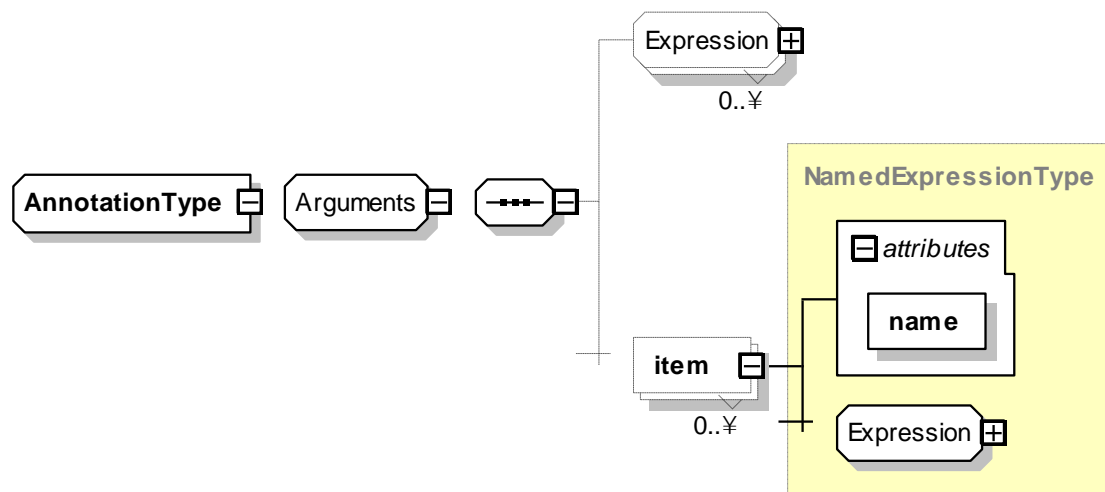 Expression
0..¥
NamedExpressionType
AnnotationType
Arguments
attributes
name
item
0..¥
Expression